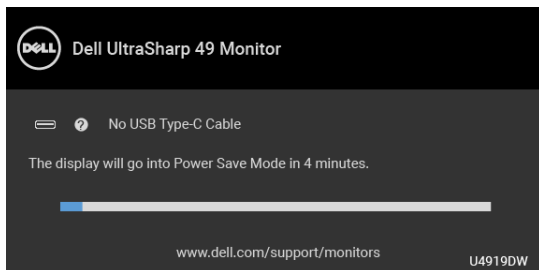 DELL Dell UltraSharp 49 Monitor
? No USB Type-C Cable
The display will go into Power Save Mode in 4 minutes.
www.dell.com/support/monitors
U4919DW